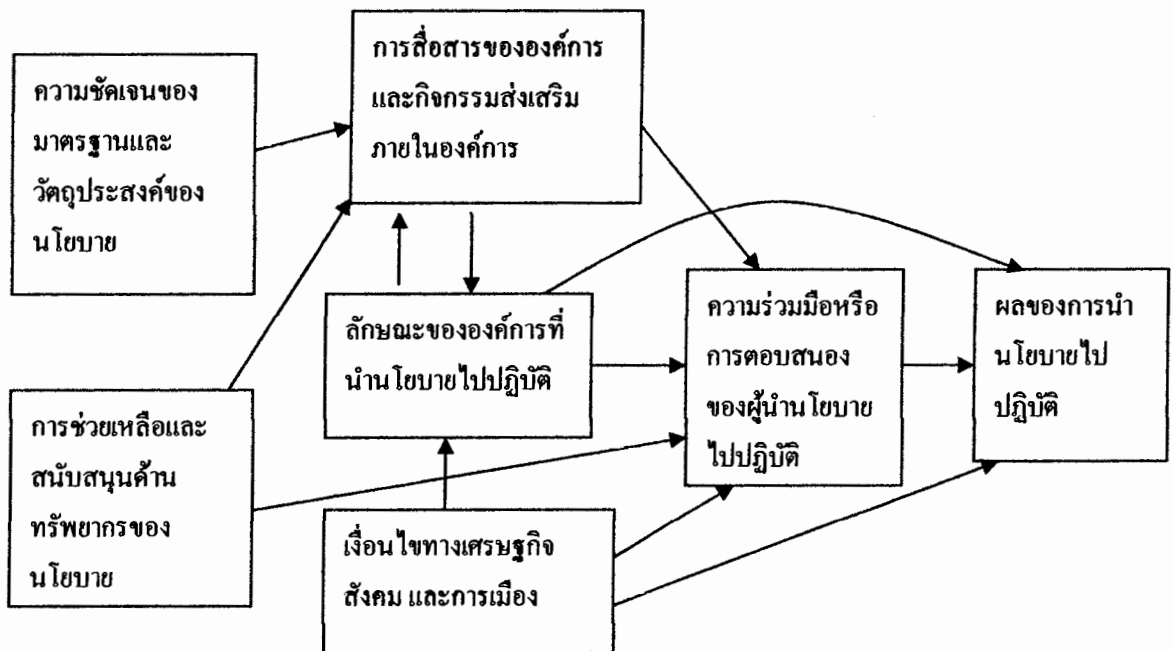 ความชัดเจนของ
มาตรฐานและ
วัตถุประสงค์ของ
นโยบาย
การสื่อสารขององค์การ
และกิจกรรมส่งเสริม
ภายในองค์การ
ลักษณะขององค์การที่
นำนโยบายไปปฏิบัติ
ความร่วมมือหรือ
การตอบสนอง
ของผู้นำนโยบาย
ไปปฏิบัติ
ผลของการนำ
นโยบายไป
ปฏิบัติ
การช่วยเหลือและ
สนับสนุนด้าน
ทรัพยากรของ
นโยบาย
เงื่อนไขทางเศรษฐกิจ
สังคม และการเมือง